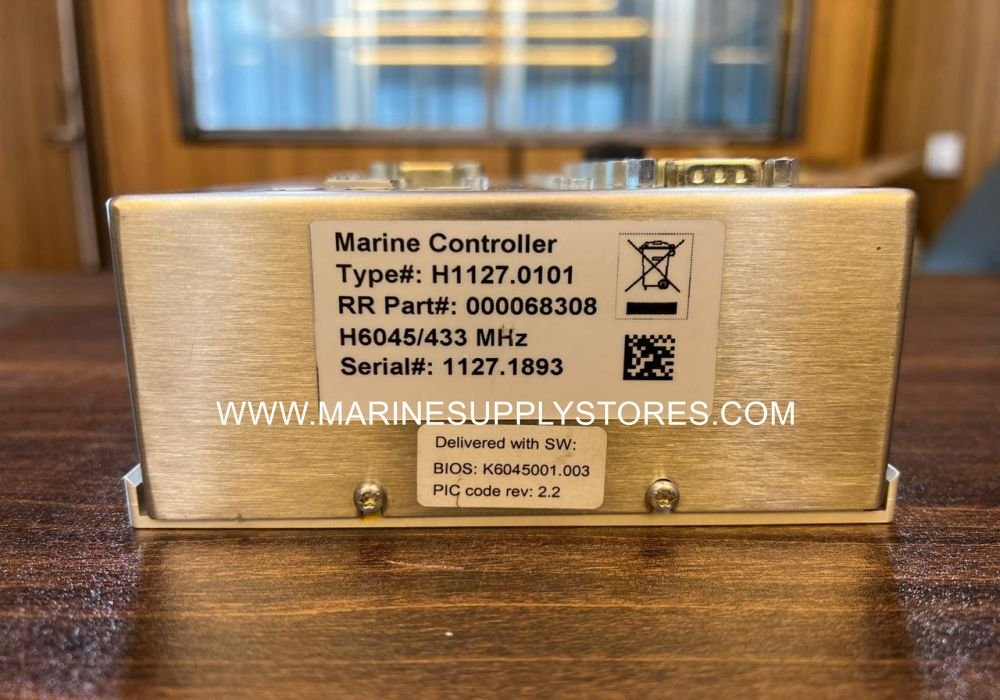 Marine Controller
Type#: H1127.0101
RR Part#: 000068308
H6045/433 MHz
Serial#: 1127.1893
WWW.MARINESUPPLYSTORES.COM
Delivered with SW:
BIOS: K6045001.003
PIC code rev: 2.2